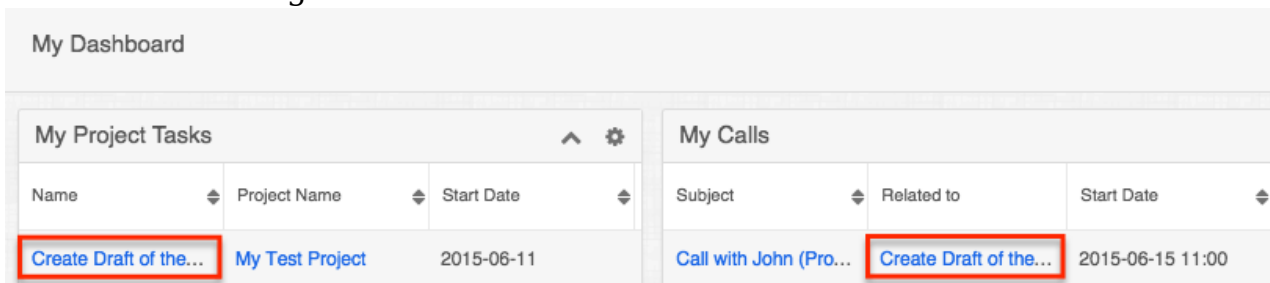 My Dashboard
My Project Tasks
My Calls
Name Project Name Start Date
Subject Related to Start Date
Create Draft of the... My Test Project 2015-06-11
Call with John (Pro... Create Draft of the... 2015-06-15 11:00